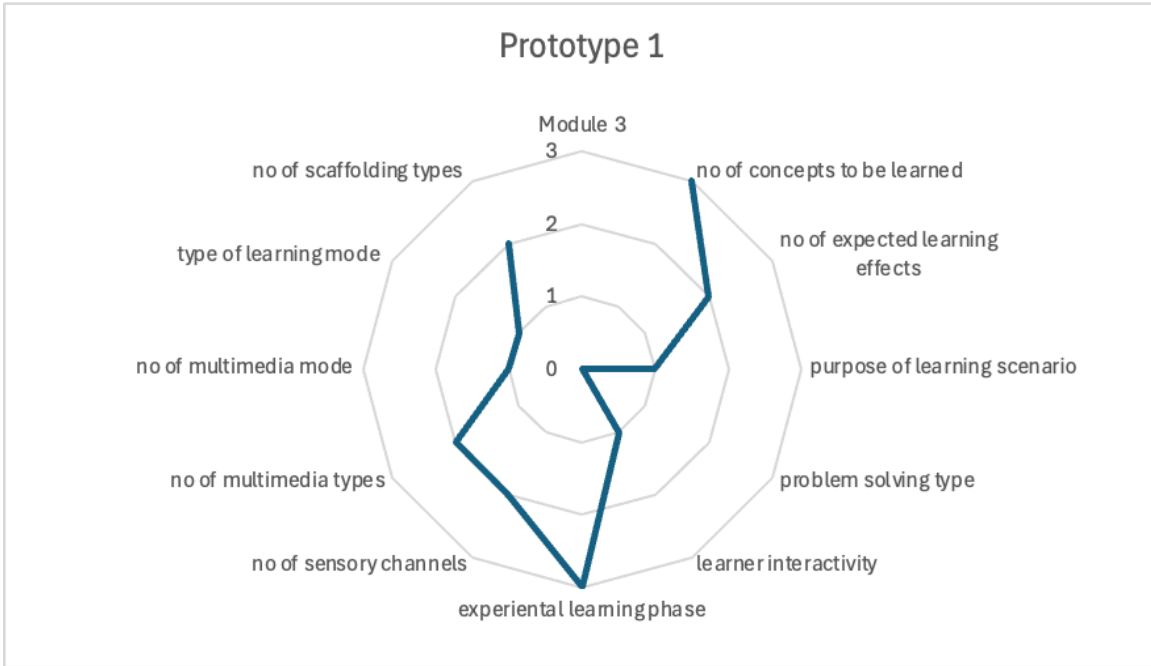 Prototype 1
Module 3
3
no of scaffolding types
no of concepts to be learned
2
type of learning mode
no of expected learning
effects
1
no of multimedia mode
0
purpose of learning scenario
no of multimedia types
problem solving type
no of sensory channels
learner interactivity
experiental learning phase